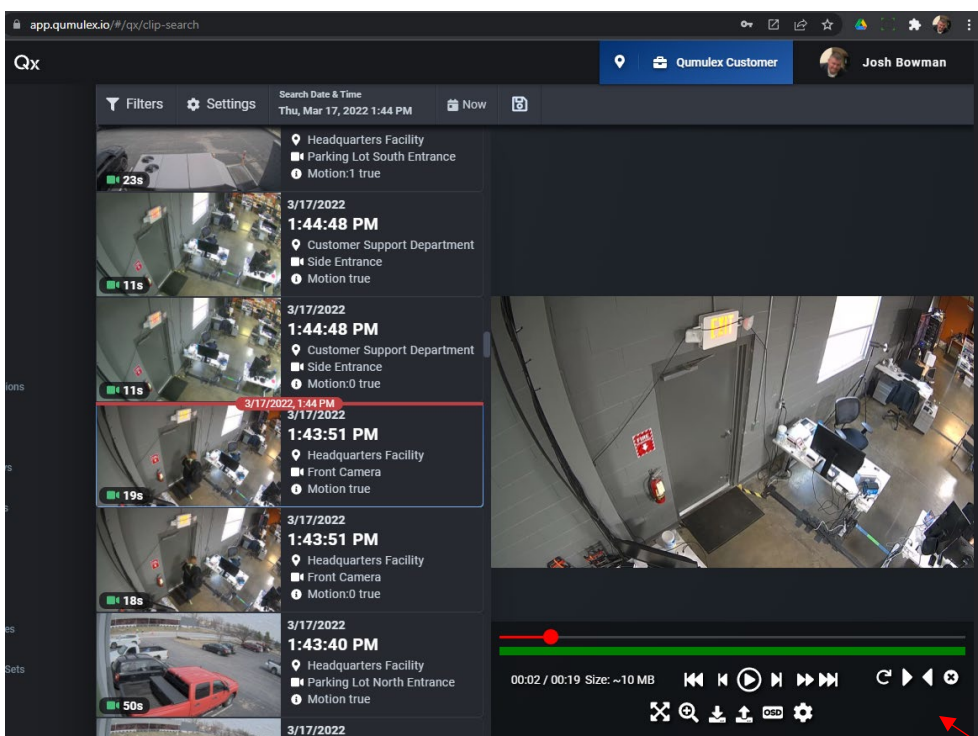 app.qumulex.io/#/qx/clip-search
Qx
Qumulex Customer
Josh Bowman
Filters
Settings
Search Date & Time
Thu, Mar 17, 2022 1:44 PM
Now
Headquarters Facility
Parking Lot South Entrance
Motion:1 true
23s
3/17/2022
1:44:48 PM
Customer Support Department
Side Entrance
Motion true
11s
3/17/2022
1:44:48 PM
Customer Support Department
Side Entrance
Motion:0 true
11s
3/17/2022, 1:44 PM
3/17/2022
1:43:51 PM
Headquarters Facility
Front Camera
Motion true
19s
3/17/2022
1:43:51 PM
Headquarters Facility
Front Camera
Motion:0 true
18s
3/17/2022
1:43:40 PM
Headquarters Facility
Parking Lot North Entrance
Motion true
50s
3/17/2022
ions
es
Sets
EXIT
FIRE
00:02 / 00:19 Size: ~10 MB
OSD